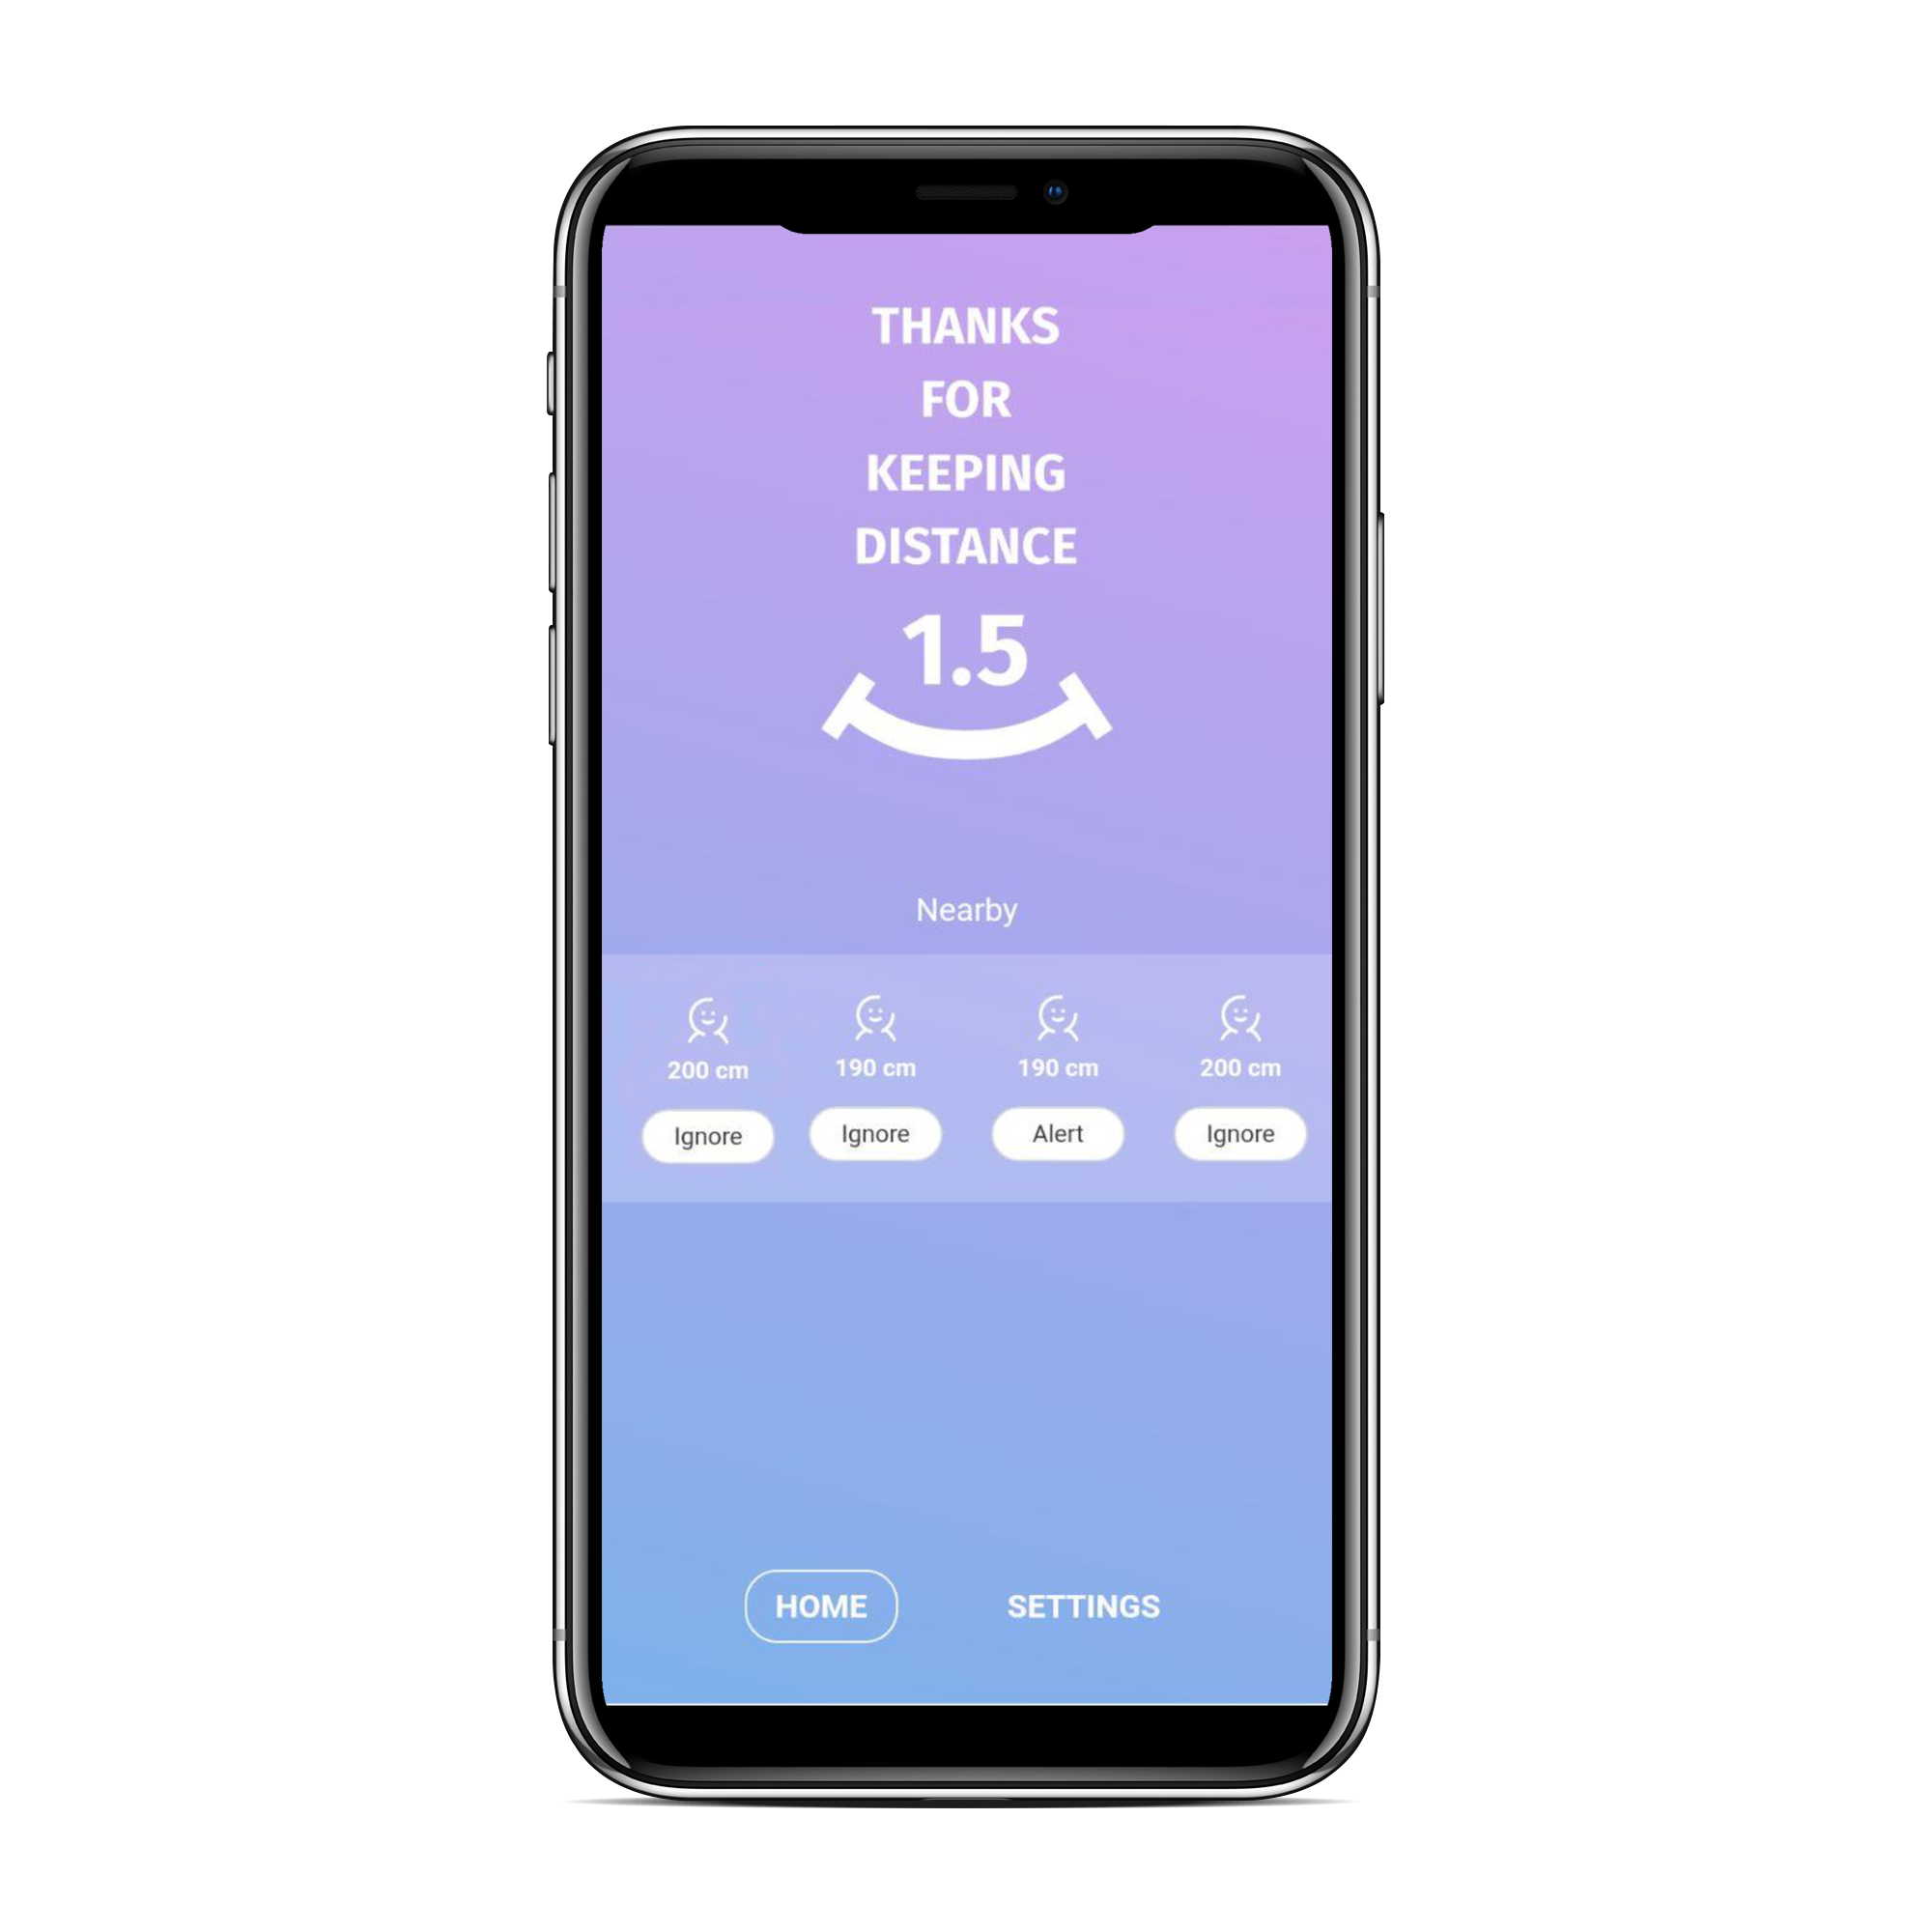 THANKS
FOR
KEEPING
DISTANCE
1.5
Nearby
200 cm 190 cm 190 cm 200 cm
Ignore Ignore Alert Ignore
HOME SETTINGS